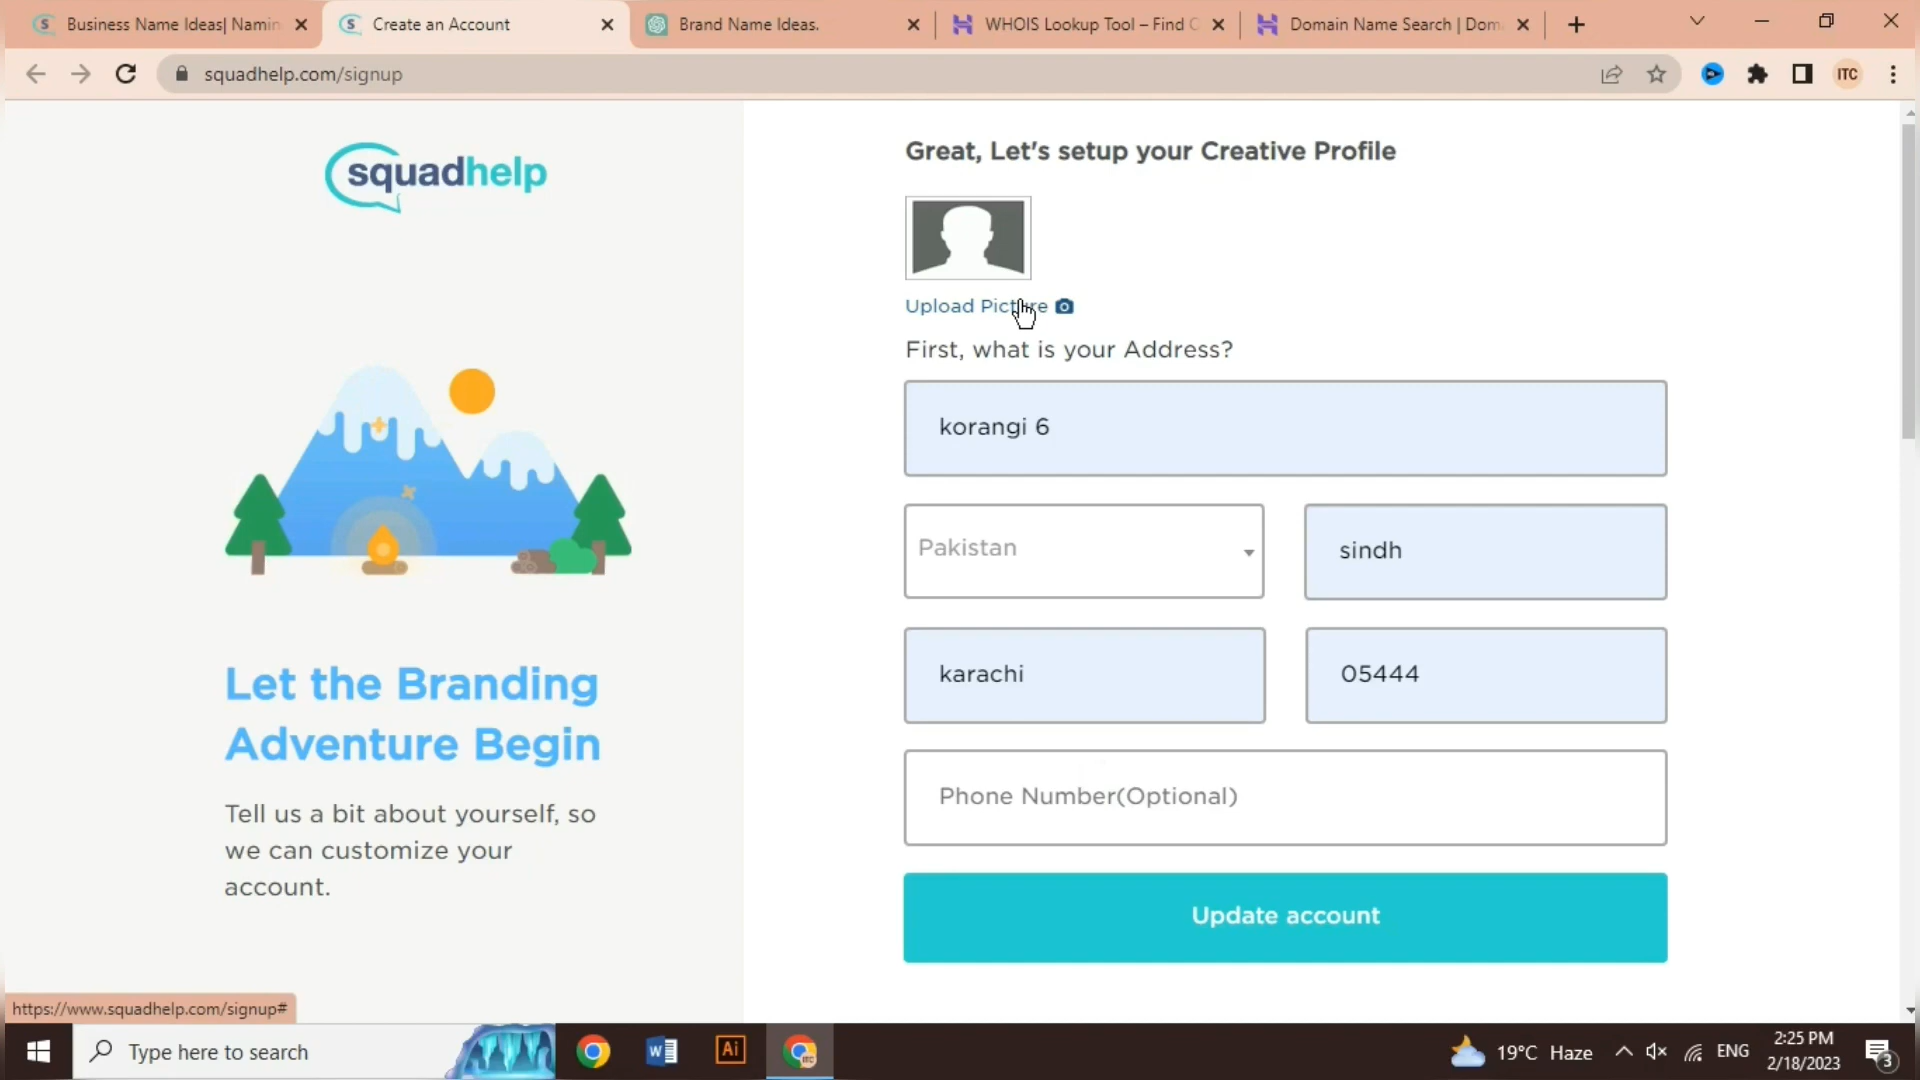 Business Name Ideas| Namin
Create an Account
Brand Name Ideas.
WHOIS Lookup Tool – Find
Domain Name Search | Dom
squadhelp.com/signup
ITC
squadhelp
Let the Branding
Adventure Begin
Tell us a bit about yourself, so
we can customize your
account.
Great, Let's setup your Creative Profile
Upload Picture
First, what is your Address?
korangi 6
Pakistan
sindh
karachi
05444
Phone Number(Optional)
Update account
https://www.squadhelp.com/signup#
Type here to search
Ai
19°C Haze
ENG
2:25 PM
2/18/2023
3